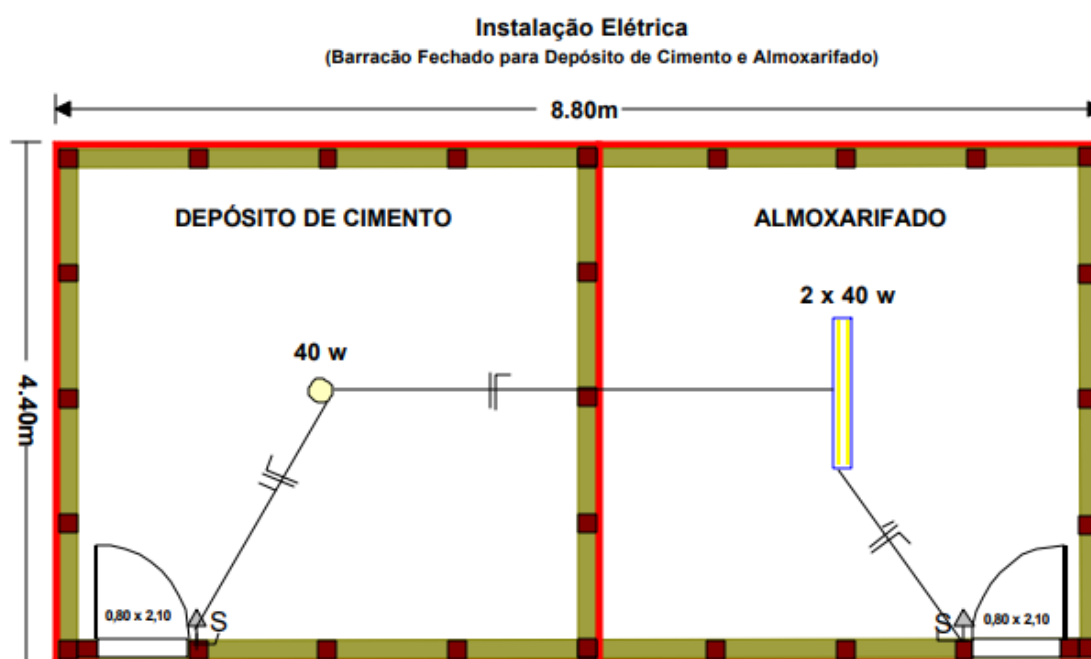 Instalação Elétrica
(Barracão Fechado para Depósito de Cimento e Almoxarifado)
8.80m
DEPÓSITO DE CIMENTO
ALMOXARIFADO
2 x 40 w
40 w
4.40m
0,80 x 2,10
S
S
0,80 x 2,10